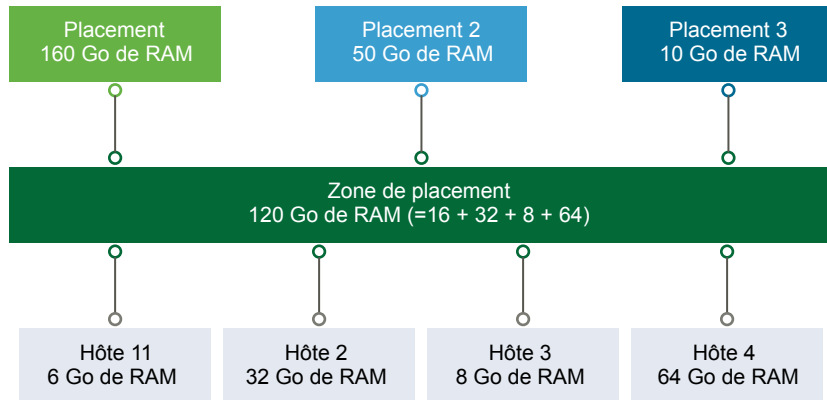 Placement
160 Go de RAM
Placement 2
50 Go de RAM
Placement 3
10 Go de RAM
Zone de placement
120 Go de RAM (=16 + 32 + 8 + 64)
Hôte 11
6 Go de RAM
Hôte 2
32 Go de RAM
Hôte 3
8 Go de RAM
Hôte 4
64 Go de RAM